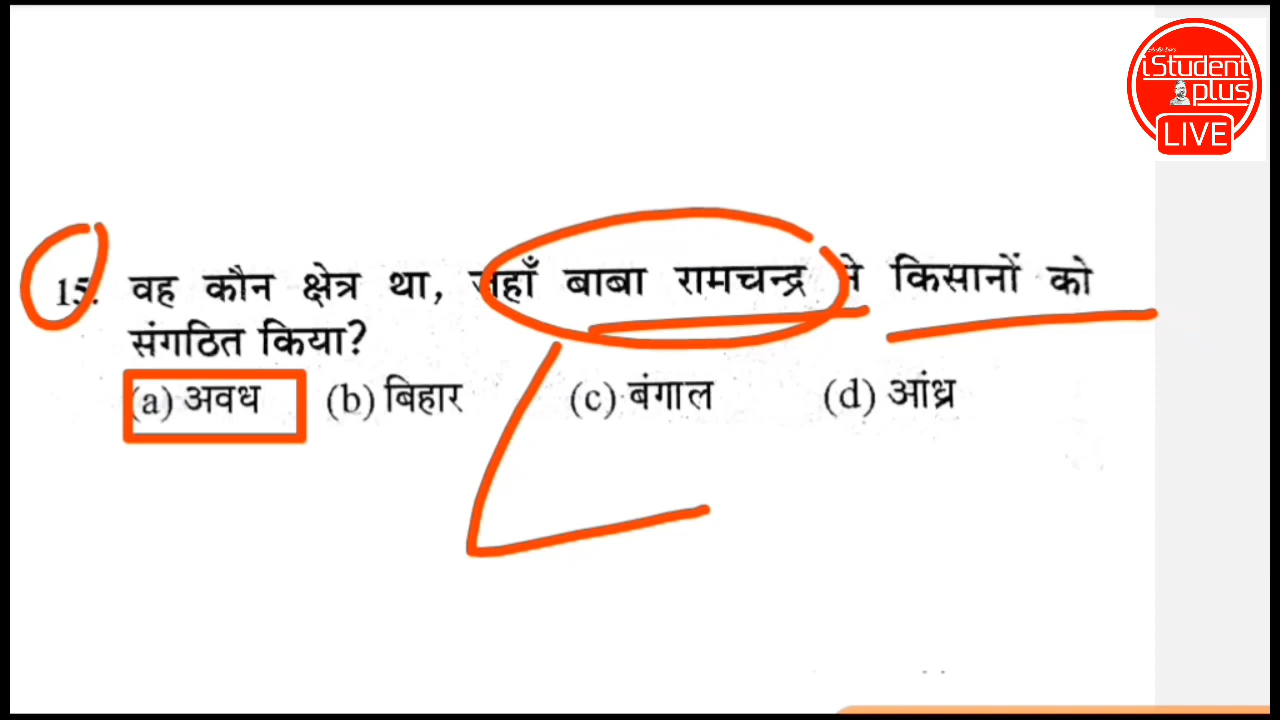 iStudent
plus
LIVE
15. वह कौन क्षेत्र था, जहाँ बाबा रामचन्द्र ने किसानों को
संगठित किया?
(a) अवध (b) बिहार (c) बंगाल (d) आंध्र